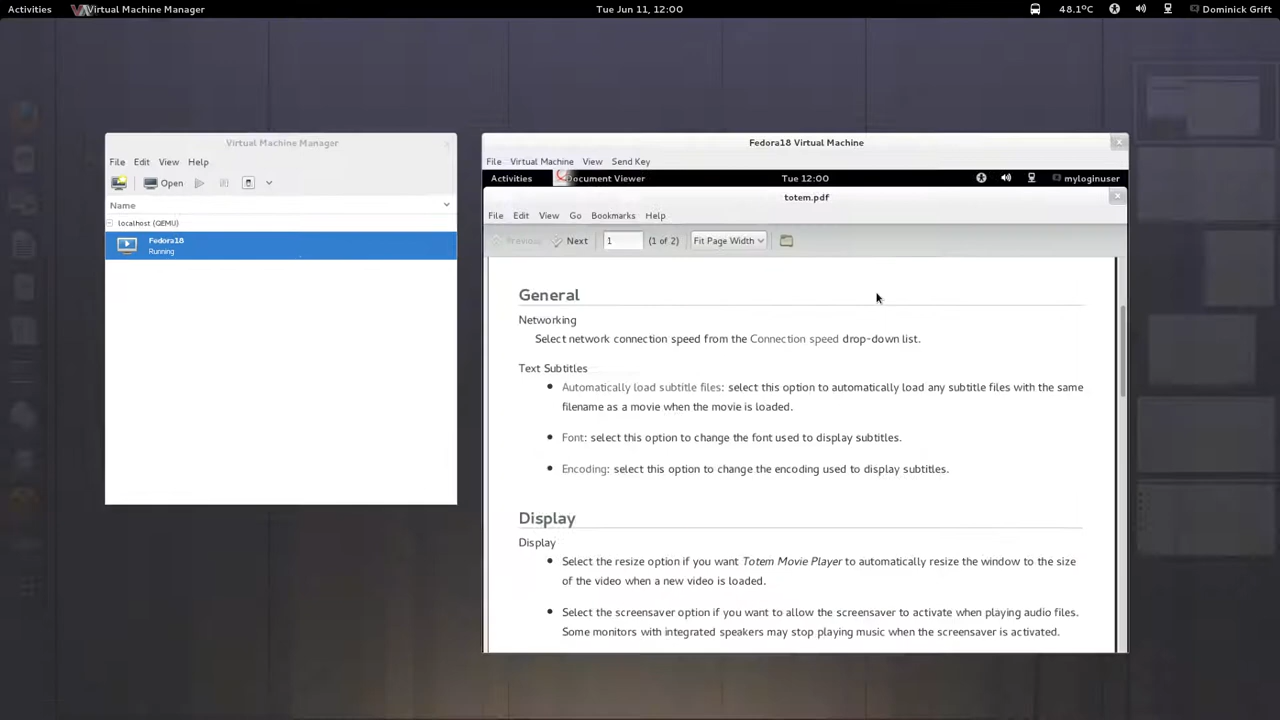 Activities Virtual Machine Manager Tue Jun 11, 12:00 48.1°C Dominick Grift
Virtual Machine Manager
File Edit View Help
Open
Name
localhost (QEMU)
Fedora18
Running
Fedora18 Virtual Machine
File Virtual Machine View Send Key
Activities Document Viewer Tue 12:00 myloginuser
totem.pdf
File Edit View Go Bookmarks Help
Previous Next 1 (1 of 2) Fit Page Width
General
Networking
Select network connection speed from the Connection speed drop-down list.
Text Subtitles
• Automatically load subtitle files: select this option to automatically load any subtitle files with the same
filename as a movie when the movie is loaded.
• Font: select this option to change the font used to display subtitles.
• Encoding: select this option to change the encoding used to display subtitles.
Display
Display
• Select the resize option if you want Totem Movie Player to automatically resize the window to the size
of the video when a new video is loaded.
• Select the screensaver option if you want to allow the screensaver to activate when playing audio files.
Some monitors with integrated speakers may stop playing music when the screensaver is activated.